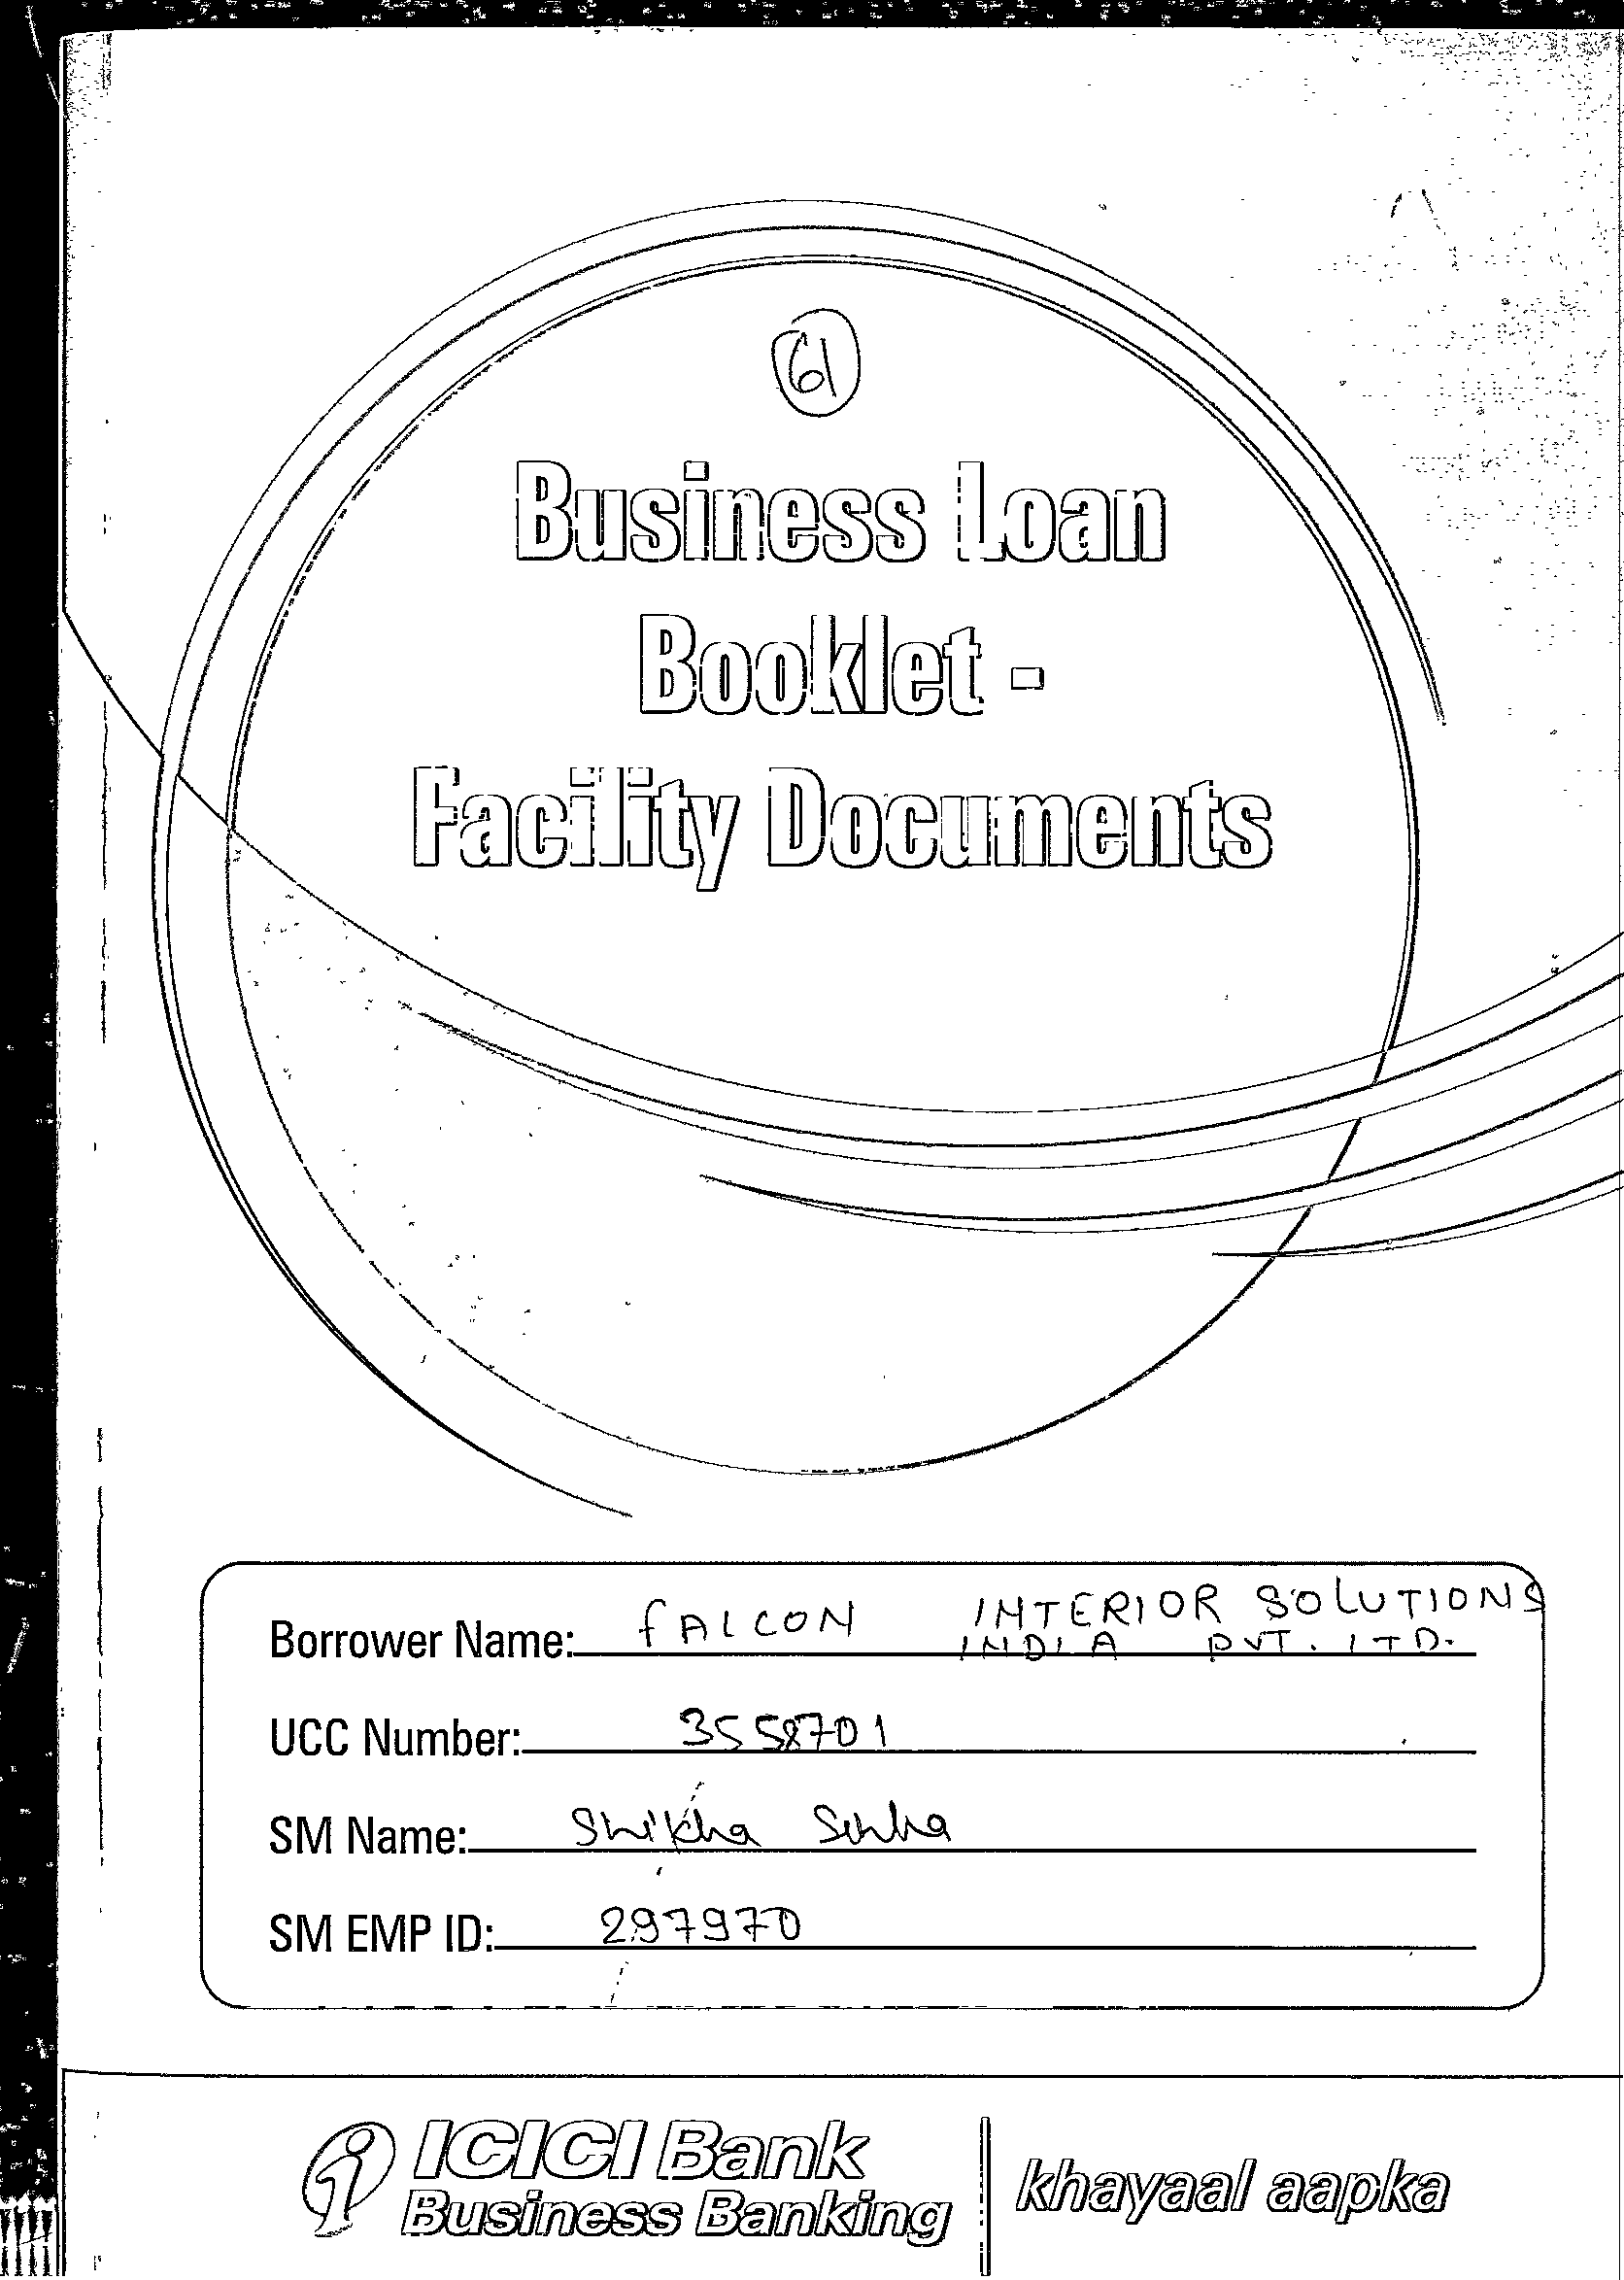 61
Business Loan
Booklet -
Facility Documents
Borrower Name: FALCON INTERIOR SOLUTIONS
INDIA PVT. LTD.
UCC Number: 3558701
SM Name: Shikha Sinha
SM EMP ID: 297970
ICICI Bank
Business Banking
khayaal aapka